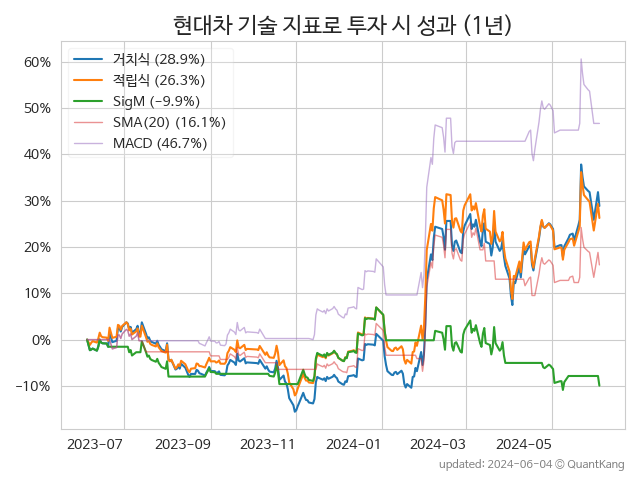 현대차 기술 지표로 투자 시 성과 (1년)
60%
50%
40%
30%
20%
10%
0%
−10%
거치식 (28.9%)
적립식 (26.3%)
SigM (−9.9%)
SMA(20) (16.1%)
MACD (46.7%)
2023−07
2023−09
2023−11
2024−01
2024−03
2024−05
updated: 2024-06-04 © QuantKang